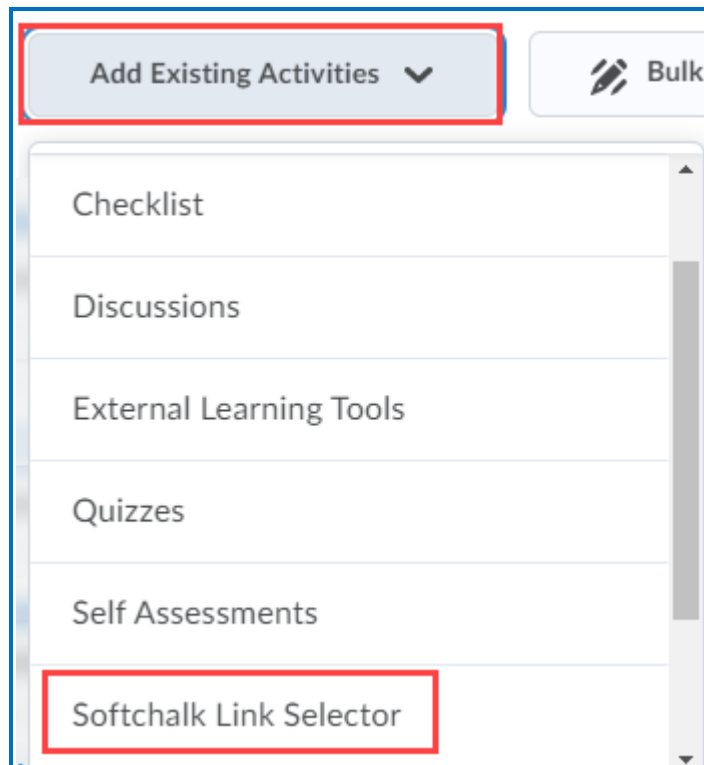 Add Existing Activities
Bulk
Checklist
Discussions
External Learning Tools
Quizzes
Self Assessments
Softchalk Link Selector